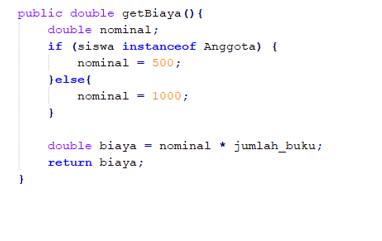 public double getBiaya(){
    double nominal;
    if (siswa instanceof Anggota) {
        nominal = 500;
    }else{
        nominal = 1000;
    }

    double biaya = nominal * jumlah_buku;
    return biaya;
}